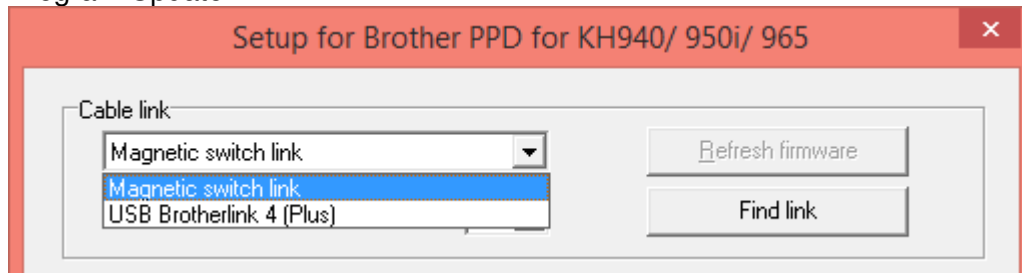 Setup for Brother PPD for KH940/ 950i/ 965
×
Cable link
Magnetic switch link
Refresh firmware
Magnetic switch link
USB Brotherlink 4 (Plus)
Find link